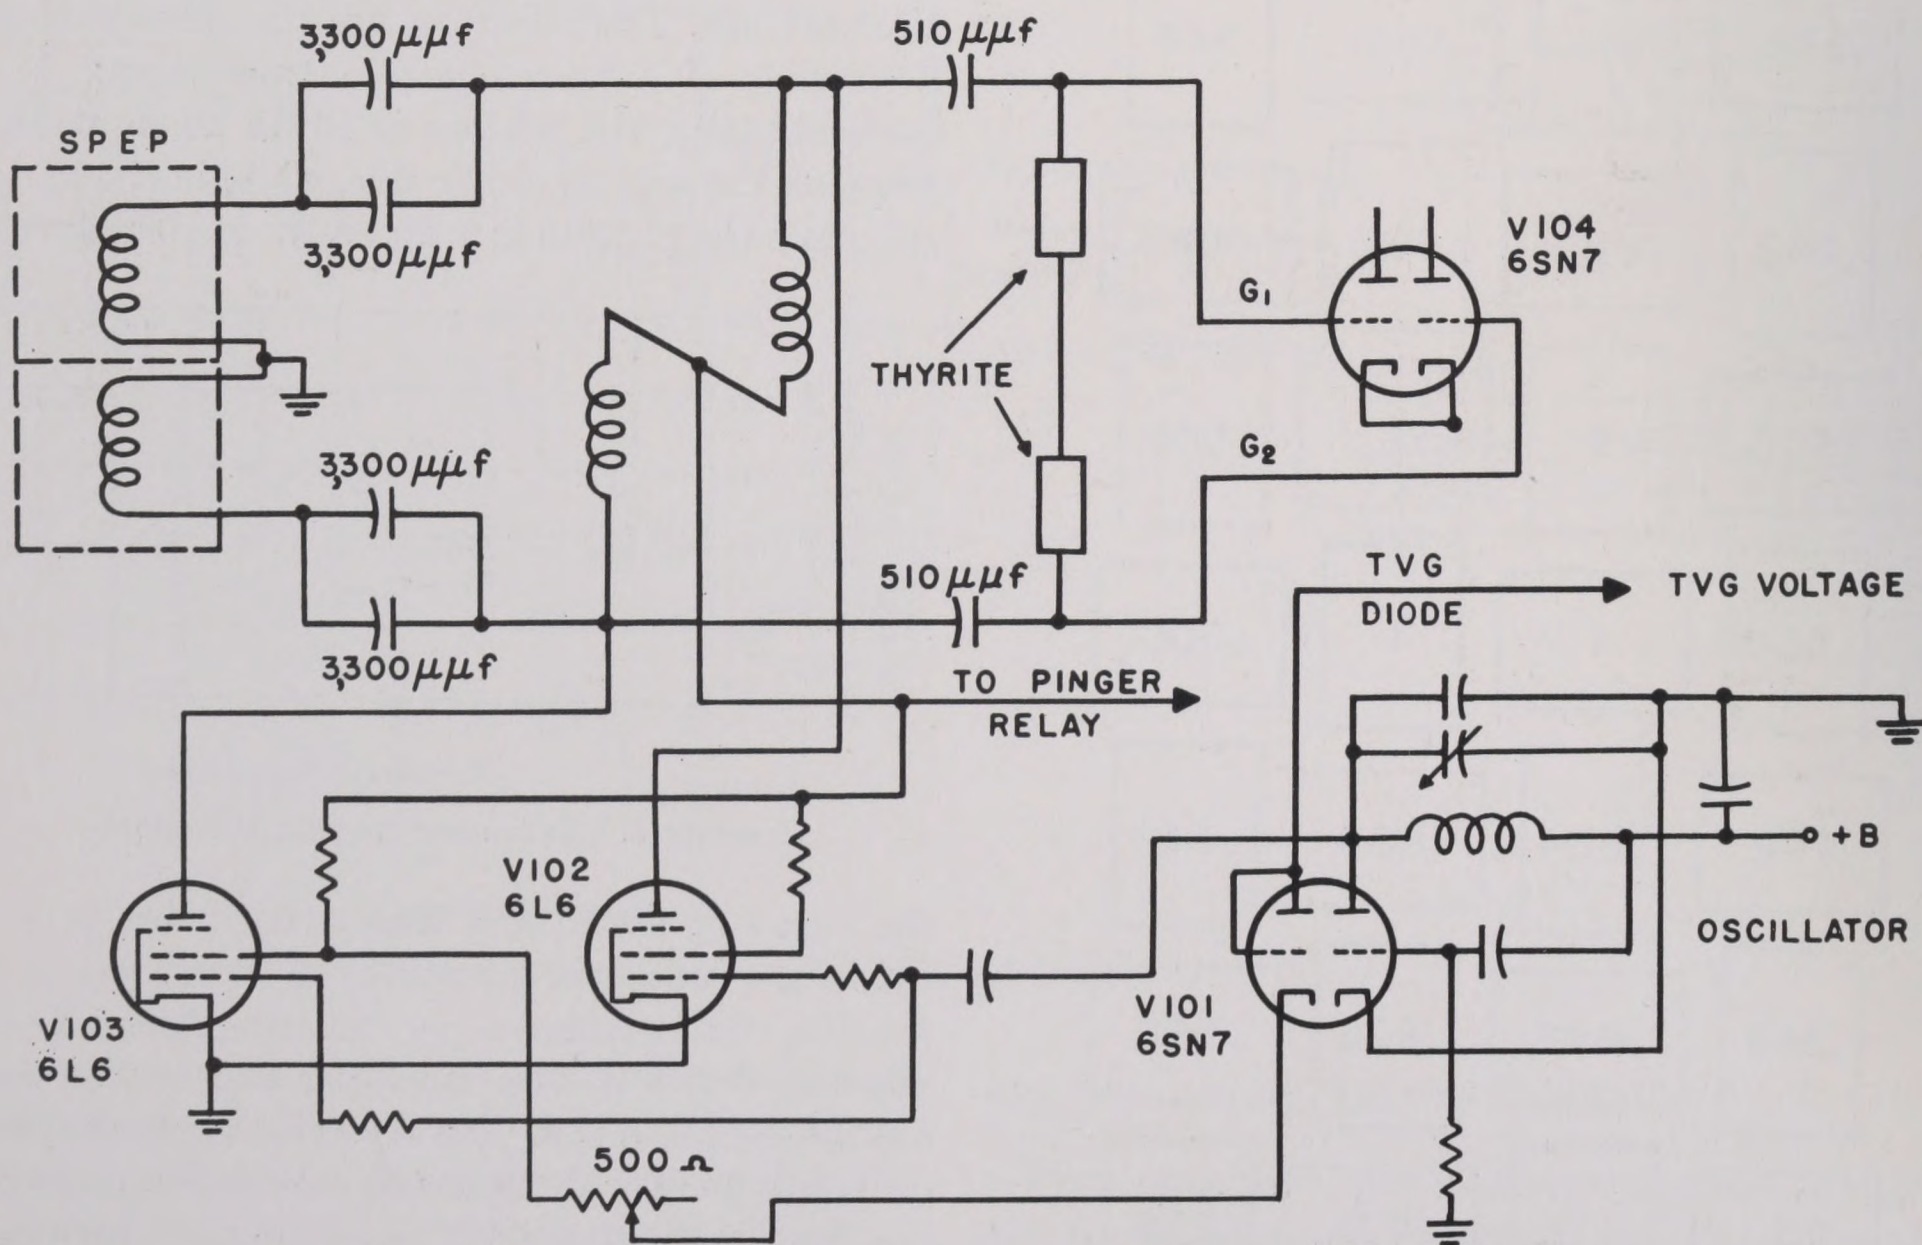 3,300 μμf
510 μμf
SPEP
3,300 μμf
V104
6SN7
G1
THYRITE
G2
3,300 μμf
510 μμf
TVG
DIODE
TVG VOLTAGE
3,300 μμf
TO PINGER
RELAY
+B
V102
6L6
OSCILLATOR
V101
6SN7
V103
6L6
500 Ω